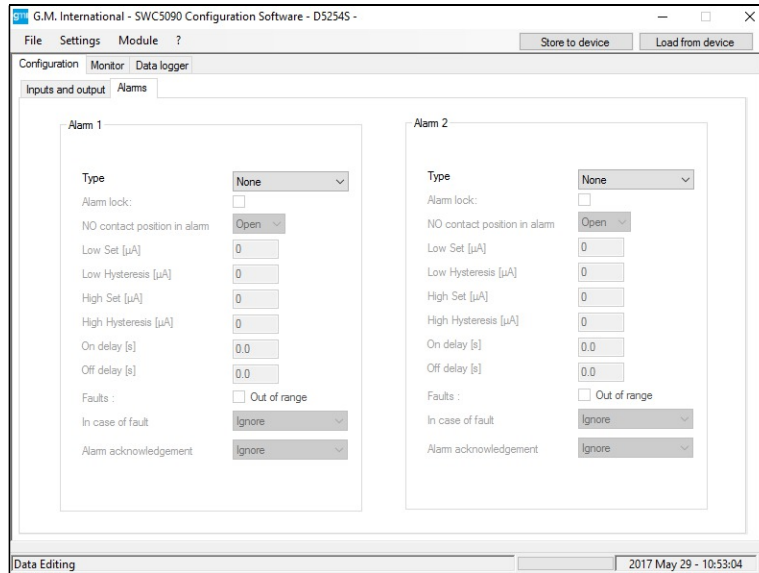 gmi G.M. International - SWC5090 Configuration Software - D5254S -
File Settings Module ? Store to device Load from device
Configuration Monitor Data logger
Inputs and output Alarms
Alarm 1
Type None
Alarm lock:
NO contact position in alarm Open
Low Set [µA] 0
Low Hysteresis [µA] 0
High Set [µA] 0
High Hysteresis [µA] 0
On delay [s] 0.0
Off delay [s] 0.0
Faults : Out of range
In case of fault Ignore
Alarm acknowledgement Ignore
Alarm 2
Type None
Alarm lock:
NO contact position in alarm Open
Low Set [µA] 0
Low Hysteresis [µA] 0
High Set [µA] 0
High Hysteresis [µA] 0
On delay [s] 0.0
Off delay [s] 0.0
Faults : Out of range
In case of fault Ignore
Alarm acknowledgement Ignore
Data Editing 2017 May 29 - 10:53:04